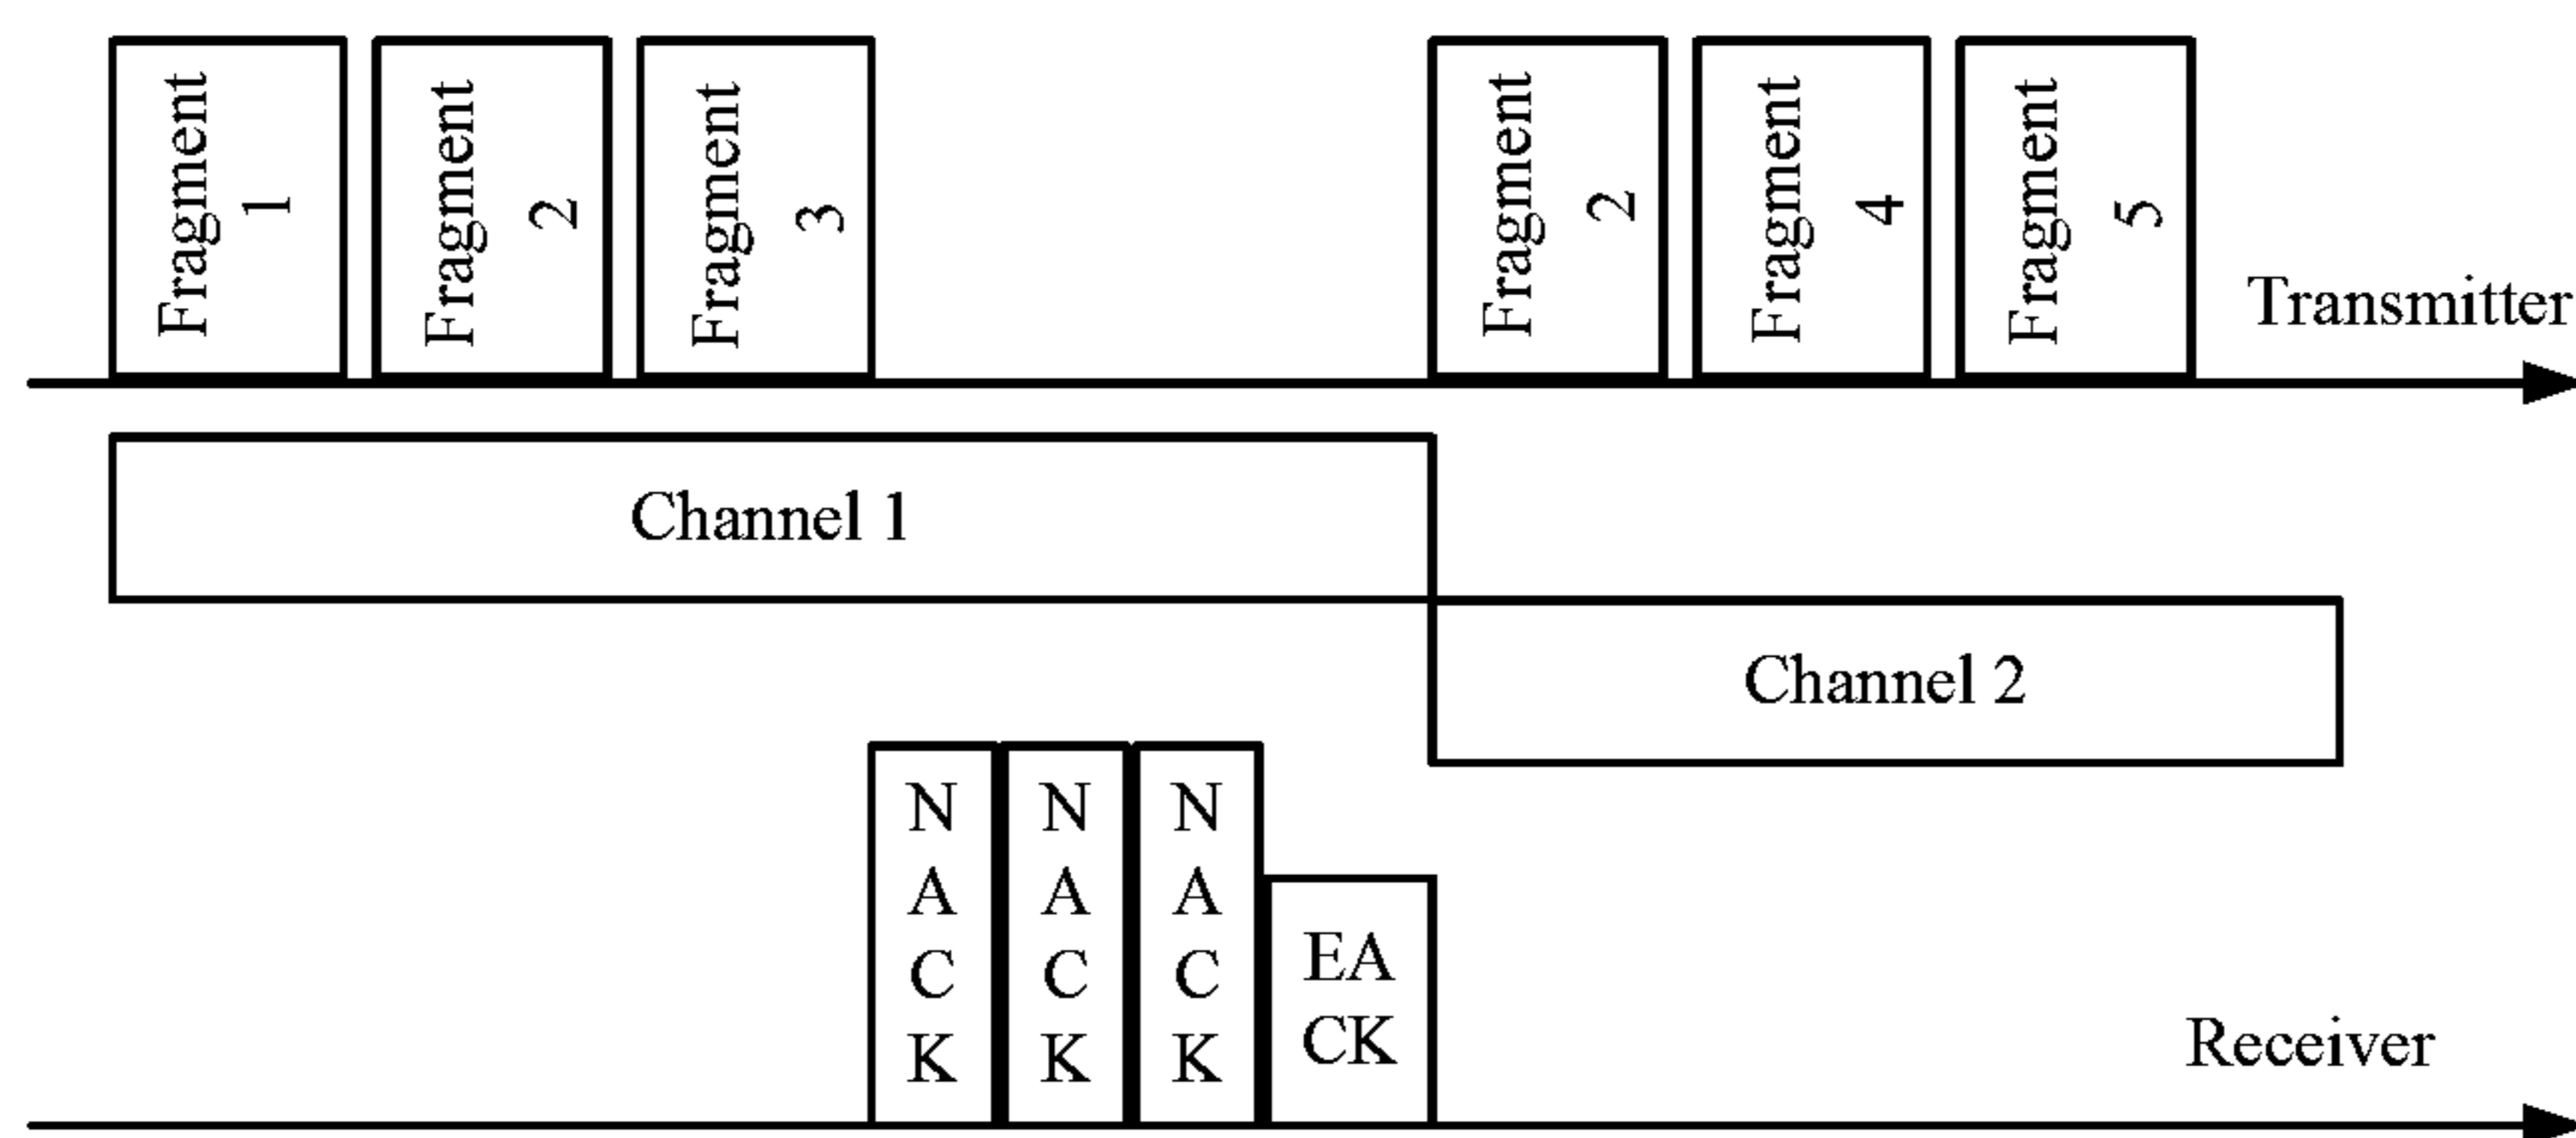 Fragment
1
Fragment
2
Fragment
3
Fragment
2
Fragment
4
Fragment
5
Transmitter
Channel 1
Channel 2
N
A
C
K
N
A
C
K
N
A
C
K
EA
CK
Receiver